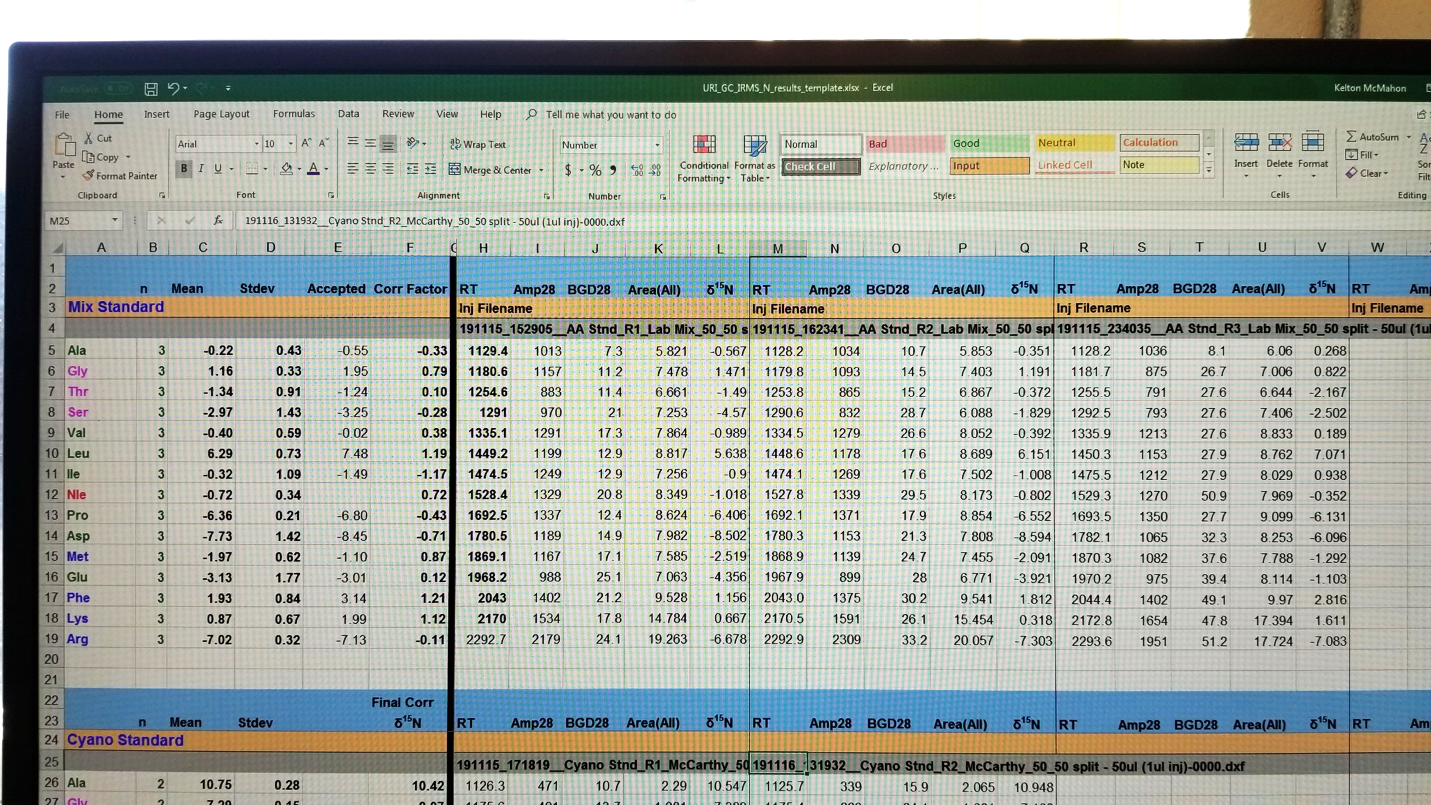 URI_GC_IRMS_N_results_template.xlsx - Excel Kelton McMahon
File Home Insert Page Layout Formulas Data Review View Help Tell me what you want to do
Cut Copy Format Painter Paste Clipboard
Arial 10 B I U Font
Wrap Text Merge & Center Alignment
Number $ % Number
Conditional Formatting Format as Table
Normal Bad Good Neutral Calculation
Check Cell Explanatory ... Input Linked Cell Note
Styles
Insert Delete Format Cells
AutoSum Fill Clear Editing
M25 fx 191116_131932__Cyano Stnd_R2_McCarthy_50_50 split - 50ul (1ul inj)-0000.dxf
A B C D E F G H I J K L M N O P Q R S T U V W
1
2 n Mean Stdev Accepted Corr Factor RT Amp28 BGD28 Area(All) δ15N RT Amp28 BGD28 Area(All) δ15N RT Amp28 BGD28 Area(All) δ15N RT
3 Mix Standard Inj Filename Inj Filename Inj Filename Inj Filename
4 191115_152905__AA Stnd_R1_Lab Mix_50_50 s 191115_162341__AA Stnd_R2_Lab Mix_50_50 spl 191115_234035__AA Stnd_R3_Lab Mix_50_50 split - 50ul (1ul
5 Ala 3 -0.22 0.43 -0.55 -0.33 1129.4 1013 7.3 5.821 -0.567 1128.2 1034 10.7 5.853 -0.351 1128.2 1036 8.1 6.06 0.268
6 Gly 3 1.16 0.33 1.95 0.79 1180.6 1157 11.2 7.478 1.471 1179.8 1093 14.5 7.403 1.191 1181.7 875 26.7 7.006 0.822
7 Thr 3 -1.34 0.91 -1.24 0.10 1254.6 883 11.4 6.661 -1.49 1253.8 865 15.2 6.867 -0.372 1255.5 791 27.6 6.644 -2.167
8 Ser 3 -2.97 1.43 -3.25 -0.28 1291 970 21 7.253 -4.57 1290.6 832 28.7 6.088 -1.829 1292.5 793 27.6 7.406 -2.502
9 Val 3 -0.40 0.59 -0.02 0.38 1335.1 1291 17.3 7.864 -0.989 1334.5 1279 26.6 8.052 -0.392 1335.9 1213 27.6 8.833 0.189
10 Leu 3 6.29 0.73 7.48 1.19 1449.2 1199 12.9 8.817 5.638 1448.6 1178 17.6 8.689 6.151 1450.3 1153 27.9 8.762 7.071
11 Ile 3 -0.32 1.09 -1.49 -1.17 1474.5 1249 12.9 7.256 -0.9 1474.1 1269 17.6 7.502 -1.008 1475.5 1212 27.9 8.029 0.938
12 Nle 3 -0.72 0.34 0.72 1528.4 1329 20.8 8.349 -1.018 1527.8 1339 29.5 8.173 -0.802 1529.3 1270 50.9 7.969 -0.352
13 Pro 3 -6.36 0.21 -6.80 -0.43 1692.5 1337 12.4 8.624 -6.406 1692.1 1371 17.9 8.854 -6.552 1693.5 1350 27.7 9.099 -6.131
14 Asp 3 -7.73 1.42 -8.45 -0.71 1780.5 1189 14.9 7.982 -8.502 1780.3 1153 21.3 7.808 -8.594 1782.1 1065 32.3 8.253 -6.096
15 Met 3 -1.97 0.62 -1.10 0.87 1869.1 1167 17.1 7.585 -2.519 1868.9 1139 24.7 7.455 -2.091 1870.3 1082 37.6 7.788 -1.292
16 Glu 3 -3.13 1.77 -3.01 0.12 1968.2 988 25.1 7.063 -4.356 1967.9 899 28 6.771 -3.921 1970.2 975 39.4 8.114 -1.103
17 Phe 3 1.93 0.84 3.14 1.21 2043 1402 21.2 9.528 1.156 2043.0 1375 30.2 9.541 1.812 2044.4 1402 49.1 9.97 2.816
18 Lys 3 0.87 0.67 1.99 1.12 2170 1534 17.8 14.784 0.667 2170.5 1591 26.1 15.454 0.318 2172.8 1654 47.8 17.394 1.611
19 Arg 3 -7.02 0.32 -7.13 -0.11 2292.7 2179 24.1 19.263 -6.678 2292.9 2309 33.2 20.057 -7.303 2293.6 1951 51.2 17.724 -7.083
20
21
22 Final Corr
23 n Mean Stdev δ15N RT Amp28 BGD28 Area(All) δ15N RT Amp28 BGD28 Area(All) δ15N RT Amp28 BGD28 Area(All) δ15N RT
24 Cyano Standard
25 191115_171819__Cyano Stnd_R1_McCarthy_50 191116_131932__Cyano Stnd_R2_McCarthy_50_50 split - 50ul (1ul inj)-0000.dxf
26 Ala 2 10.75 0.28 10.42 1126.3 471 10.7 2.29 10.547 1125.7 339 15.9 2.065 10.948
27 Gly